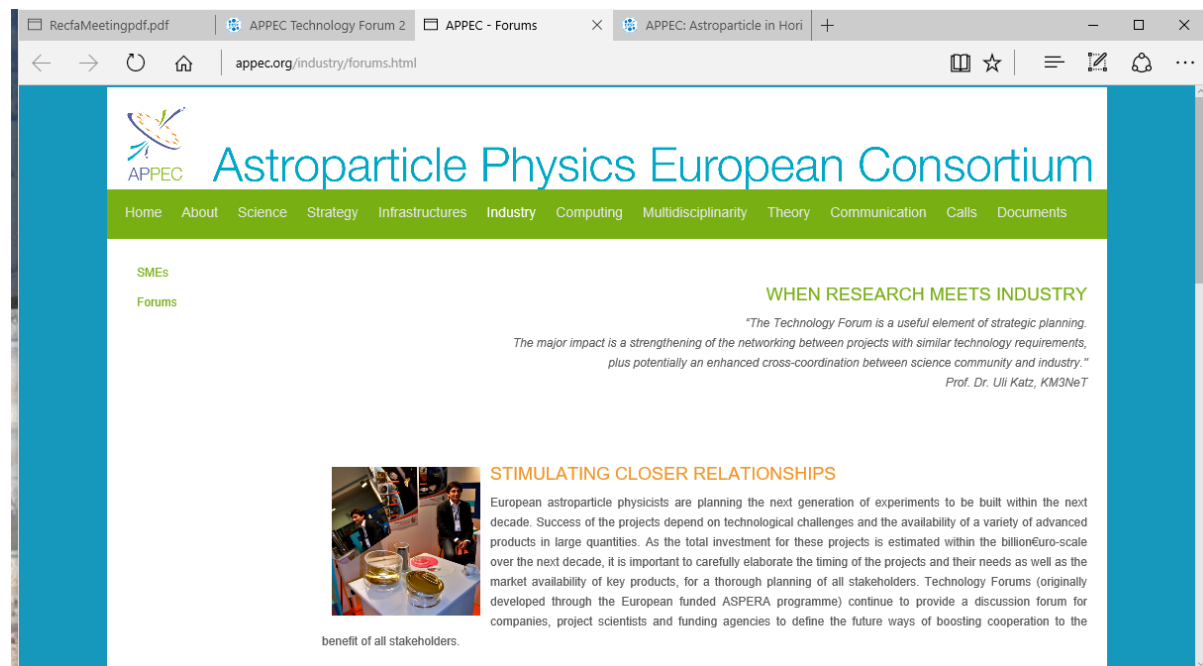 RecfaMeetingpdf.pdf
APPEC Technology Forum 2
APPEC - Forums
APPEC: Astroparticle in Hori
appec.org/industry/forums.html
APPEC
Astroparticle Physics European Consortium
Home About Science Strategy Infrastructures Industry Computing Multidisciplinarity Theory Communication Calls Documents
SMEs
Forums
WHEN RESEARCH MEETS INDUSTRY
"The Technology Forum is a useful element of strategic planning.
The major impact is a strengthening of the networking between projects with similar technology requirements,
plus potentially an enhanced cross-coordination between science community and industry."
Prof. Dr. Uli Katz, KM3NeT
STIMULATING CLOSER RELATIONSHIPS
European astroparticle physicists are planning the next generation of experiments to be built within the next
decade. Success of the projects depend on technological challenges and the availability of a variety of advanced
products in large quantities. As the total investment for these projects is estimated within the billion€uro-scale
over the next decade, it is important to carefully elaborate the timing of the projects and their needs as well as the
market availability of key products, for a thorough planning of all stakeholders. Technology Forums (originally
developed through the European funded ASPERA programme) continue to provide a discussion forum for
companies, project scientists and funding agencies to define the future ways of boosting cooperation to the
benefit of all stakeholders.